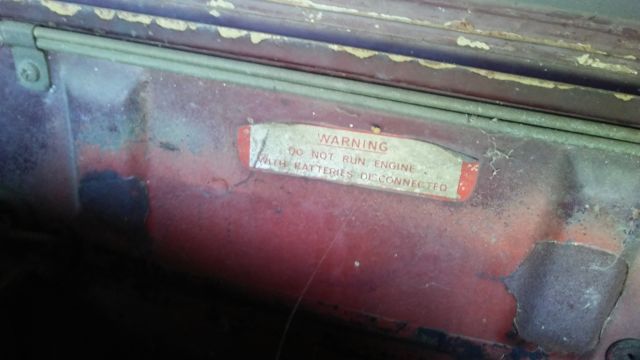 WARNING
DO NOT RUN ENGINE
WITH BATTERIES DISCONNECTED